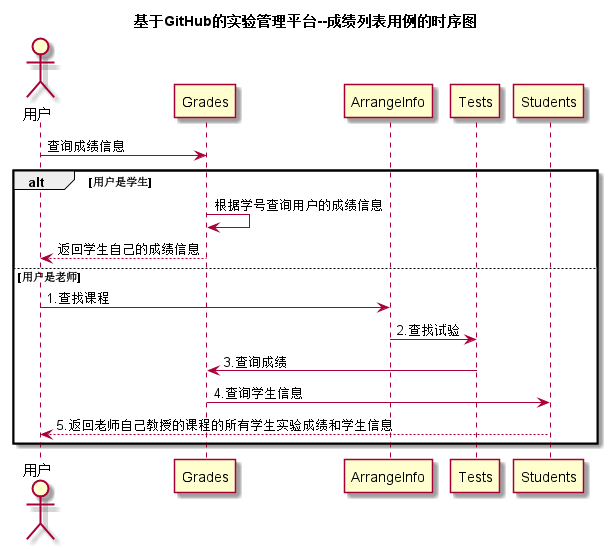 基于GitHub的实验管理平台--成绩列表用例的时序图
用户
Grades
ArrangeInfo
Tests
Students
查询成绩信息
alt
[用户是学生]
根据学号查询用户的成绩信息
返回学生自己的成绩信息
[用户是老师]
1.查找课程
2.查找试验
3.查询成绩
4.查询学生信息
5.返回老师自己教授的课程的所有学生实验成绩和学生信息
用户
Grades
ArrangeInfo
Tests
Students